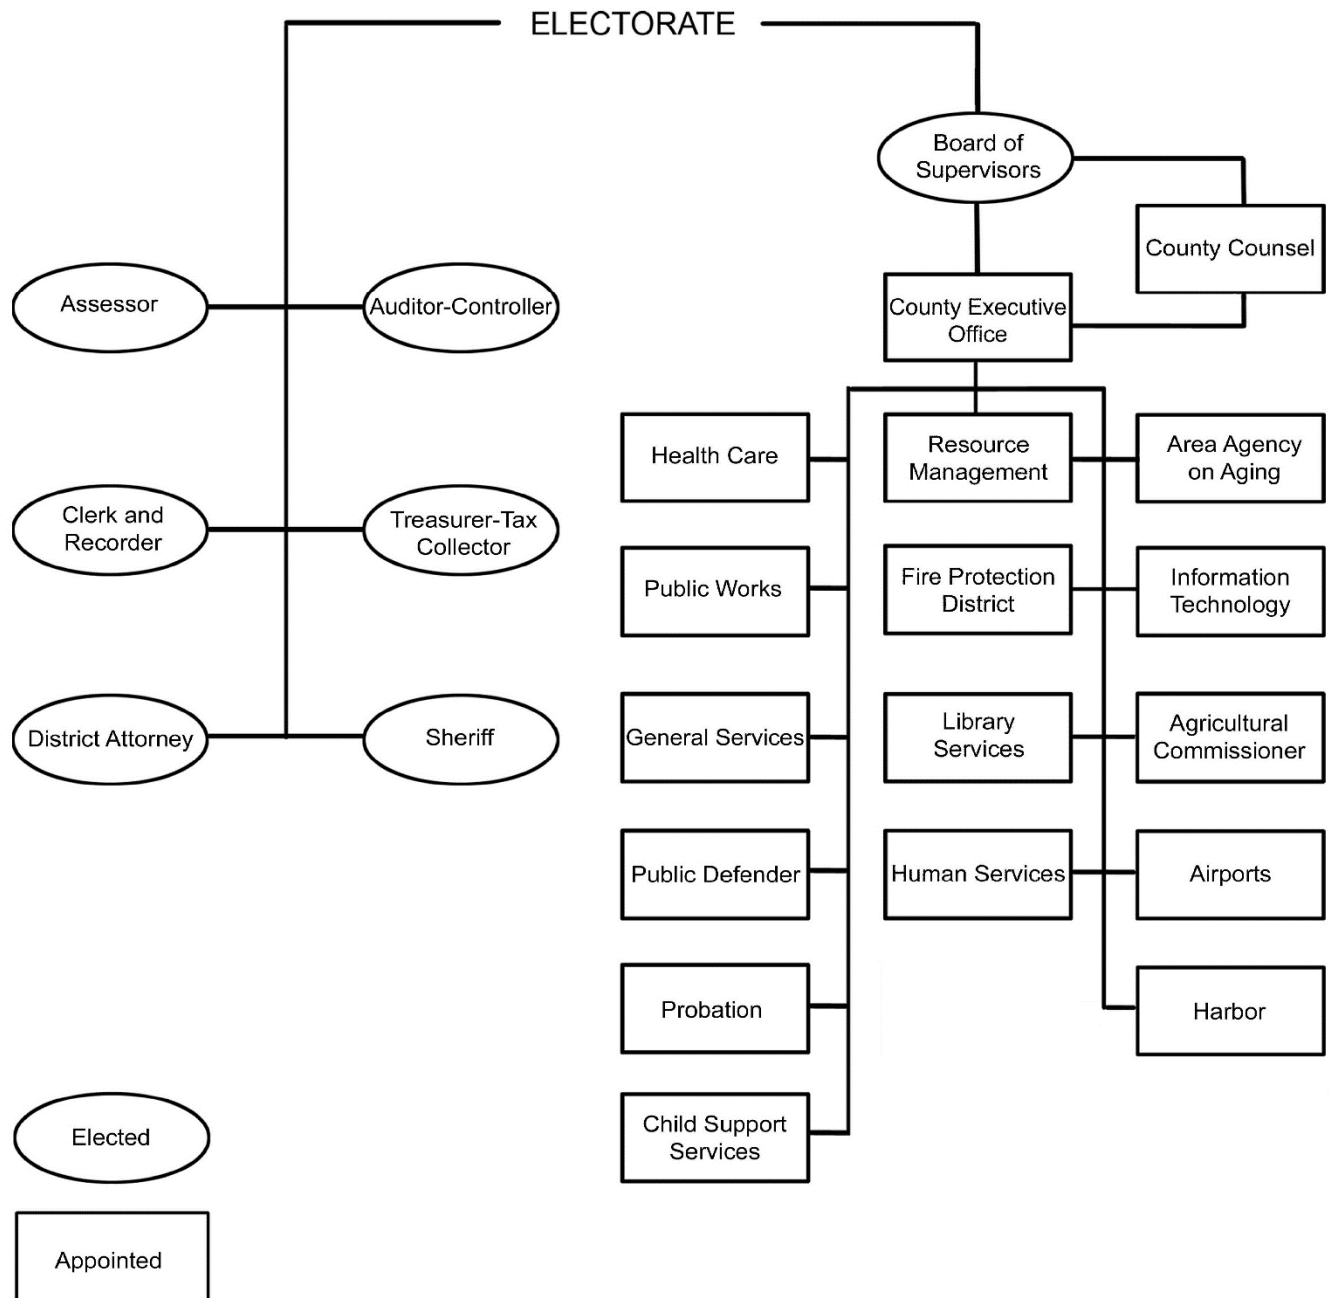 ELECTORATE
Board of
Supervisors
County Counsel
Assessor
Auditor-Controller
County Executive
Office
Health Care
Resource
Management
Area Agency
on Aging
Clerk and
Recorder
Treasurer-Tax
Collector
Public Works
Fire Protection
District
Information
Technology
District Attorney
Sheriff
General Services
Library
Services
Agricultural
Commissioner
Public Defender
Human Services
Airports
Probation
Harbor
Child Support
Services
Elected
Appointed